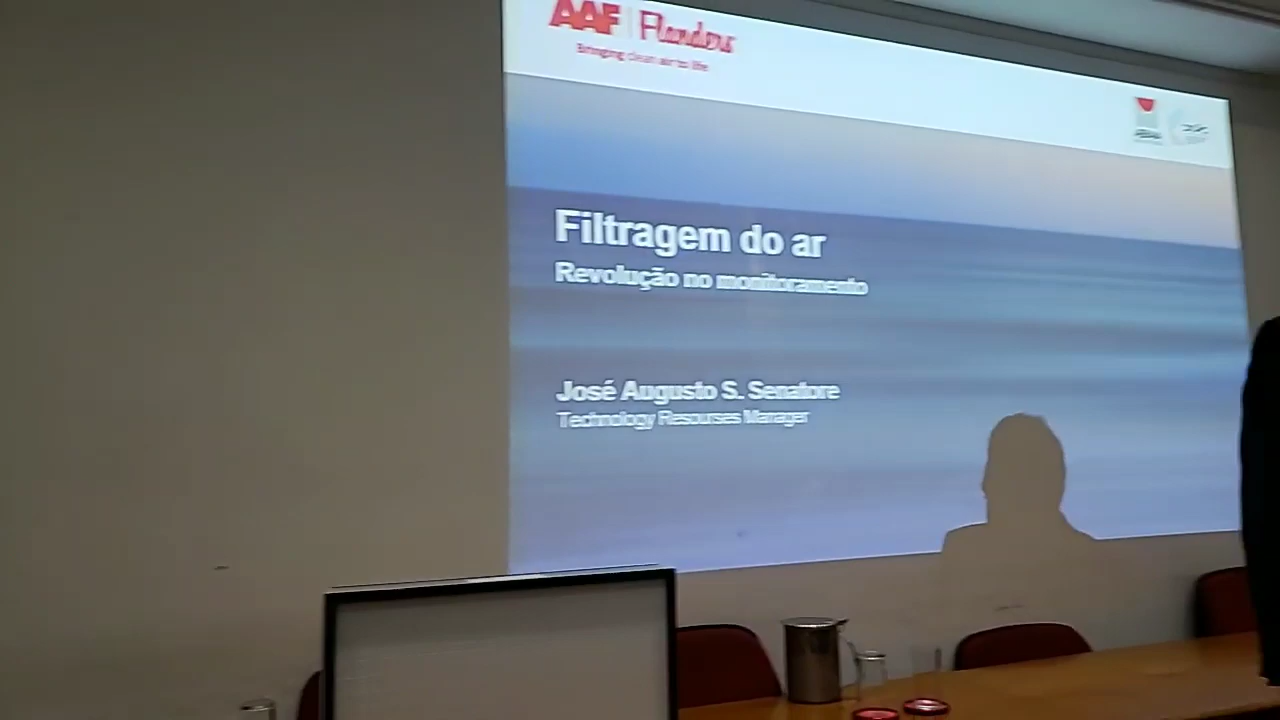 AAF Flanders
Bringing clean air to life
Filtragem do ar
Revolução no monitoramento
José Augusto S. Senatore
Technology Resourses Manager